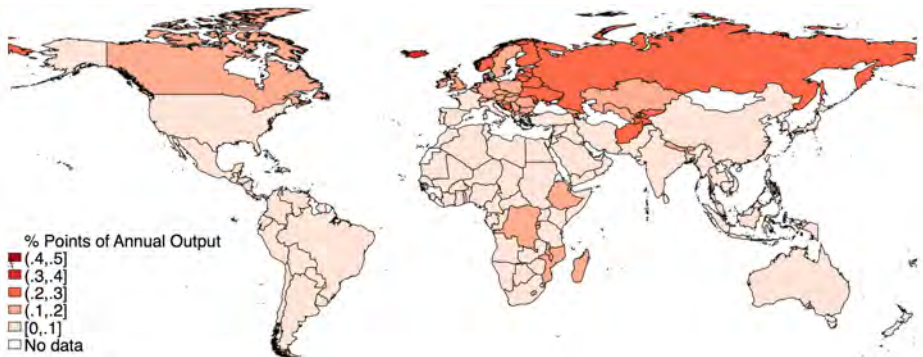 % Points of Annual Output
(.4,.5]
(.3,.4]
(.2,.3]
(.1,.2]
[0,.1]
No data